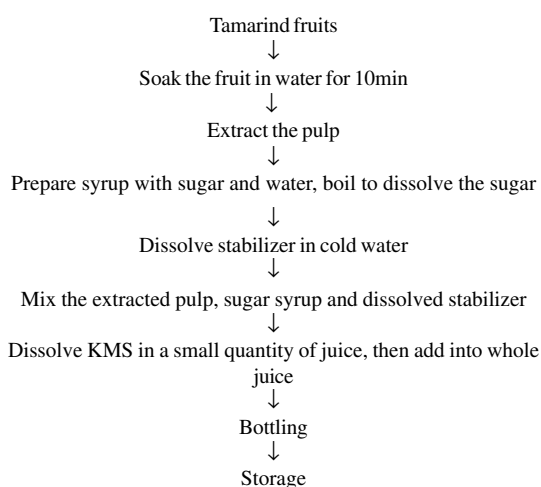 Tamarind fruits
↓
Soak the fruit in water for 10min
↓
Extract the pulp
↓
Prepare syrup with sugar and water, boil to dissolve the sugar
↓
Dissolve stabilizer in cold water
↓
Mix the extracted pulp, sugar syrup and dissolved stabilizer
↓
Dissolve KMS in a small quantity of juice, then add into whole
juice
↓
Bottling
↓
Storage